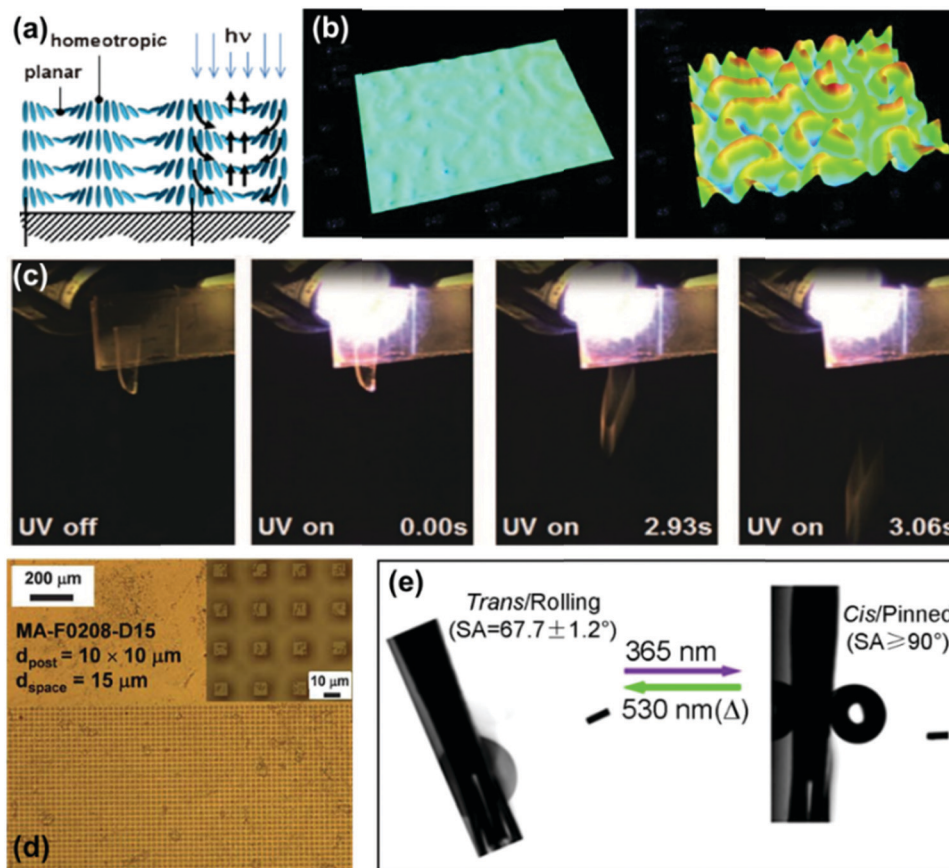 (a)
homeotropic
hν
planar
(b)
(c)
UV off
UV on
0.00s
UV on
2.93s
UV on
3.06s
200 μm
MA-F0208-D15
dpost = 10 × 10 μm
dspace = 15 μm
10 μm
(d)
(e)
Trans/Rolling
(SA=67.7±1.2°)
365 nm
530 nm(Δ)
Cis/Pinned
(SA≥90°)